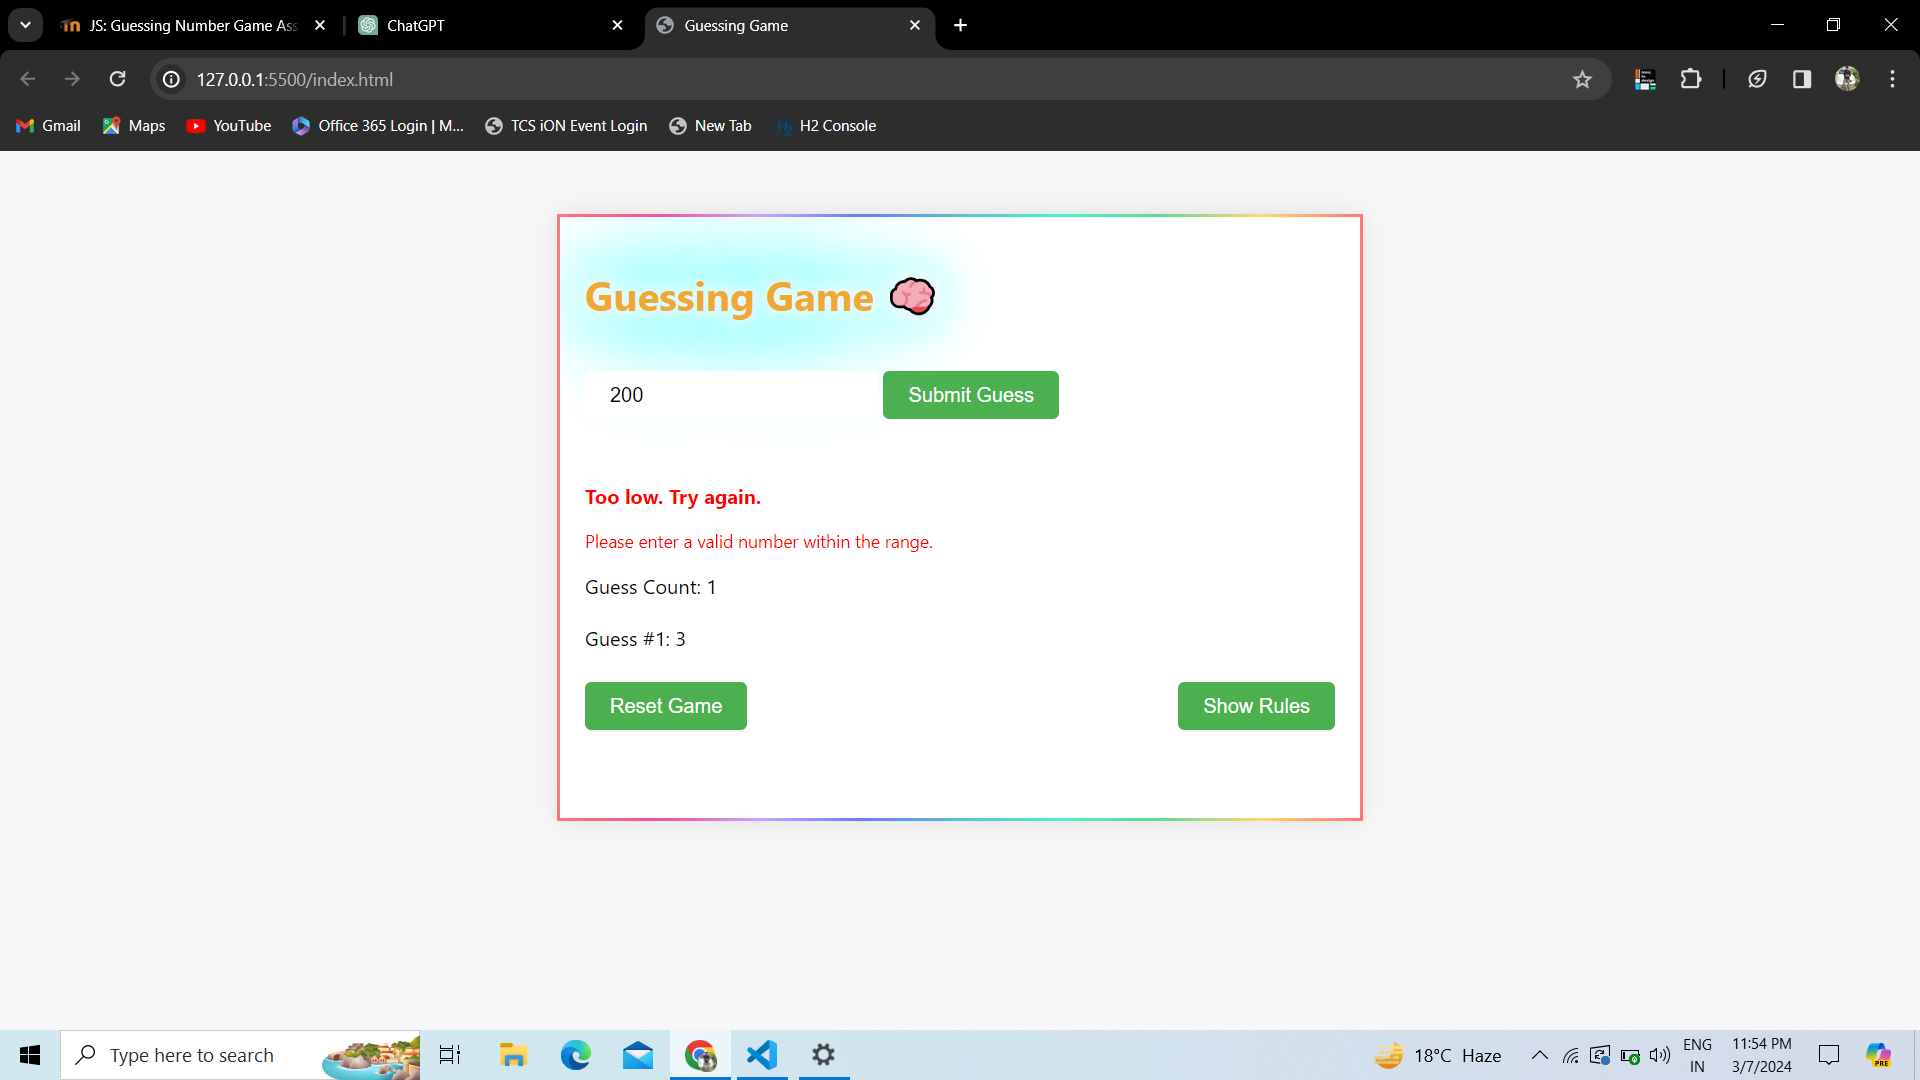 JS: Guessing Number Game Ass
ChatGPT
Guessing Game
127.0.0.1:5500/index.html
Gmail
Maps
YouTube
Office 365 Login | M...
TCS iON Event Login
New Tab
H2 Console
Guessing Game 🧠
200
Submit Guess
Too low. Try again.
Please enter a valid number within the range.
Guess Count: 1
Guess #1: 3
Reset Game
Show Rules
Type here to search
18°C Haze
ENG
IN
11:54 PM
3/7/2024
PRE